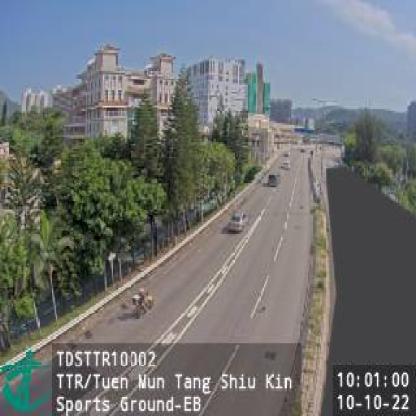 TDSTTR10002
TTR/Tuen Mun Tang Shiu Kin
Sports Ground-EB
10:01:00
10-10-22